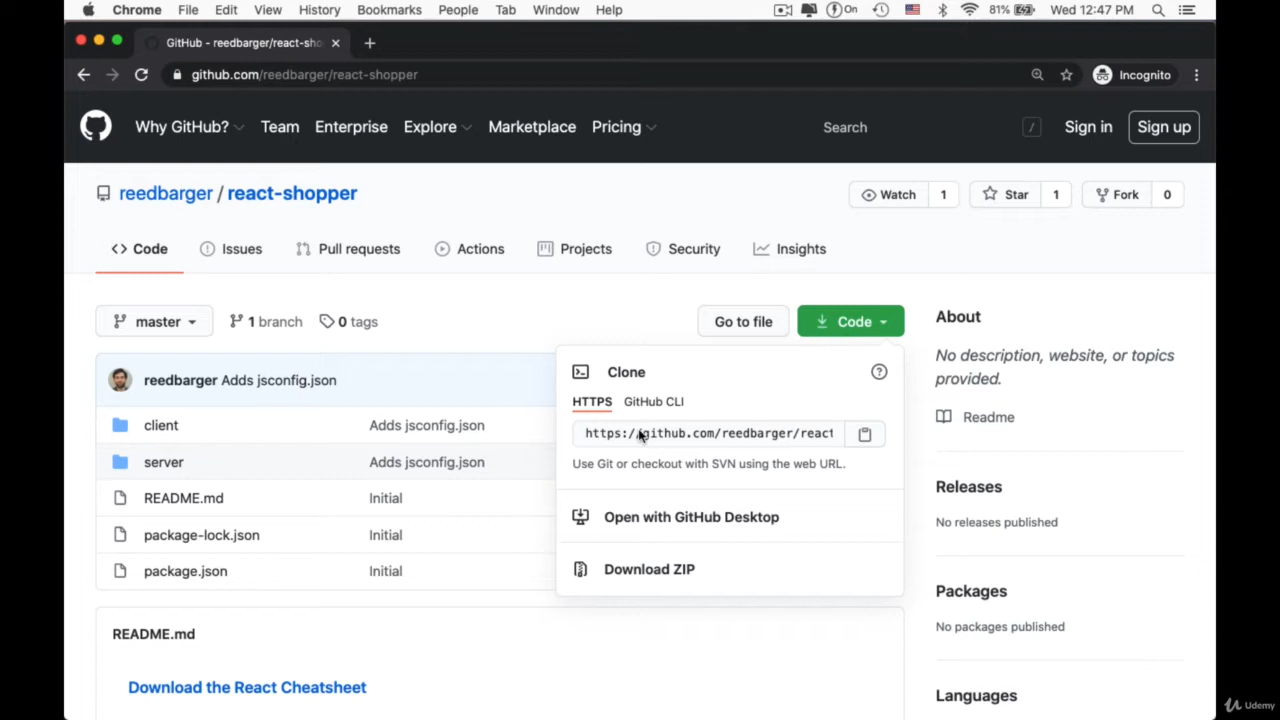 Chrome File Edit View History Bookmarks People Tab Window Help On 81% Wed 12:47 PM
GitHub - reedbarger/react-sho
github.com/reedbarger/react-shopper Incognito
Why GitHub? Team Enterprise Explore Marketplace Pricing Search / Sign in Sign up
reedbarger / react-shopper Watch 1 Star 1 Fork 0
Code Issues Pull requests Actions Projects Security Insights
master 1 branch 0 tags Go to file Code
reedbarger Adds jsconfig.json
client Adds jsconfig.json
server Adds jsconfig.json
README.md Initial
package-lock.json Initial
package.json Initial
README.md
Download the React Cheatsheet
Clone
HTTPS GitHub CLI
https://github.com/reedbarger/react
Use Git or checkout with SVN using the web URL.
Open with GitHub Desktop
Download ZIP
About
No description, website, or topics
provided.
Readme
Releases
No releases published
Packages
No packages published
Languages
Udemy